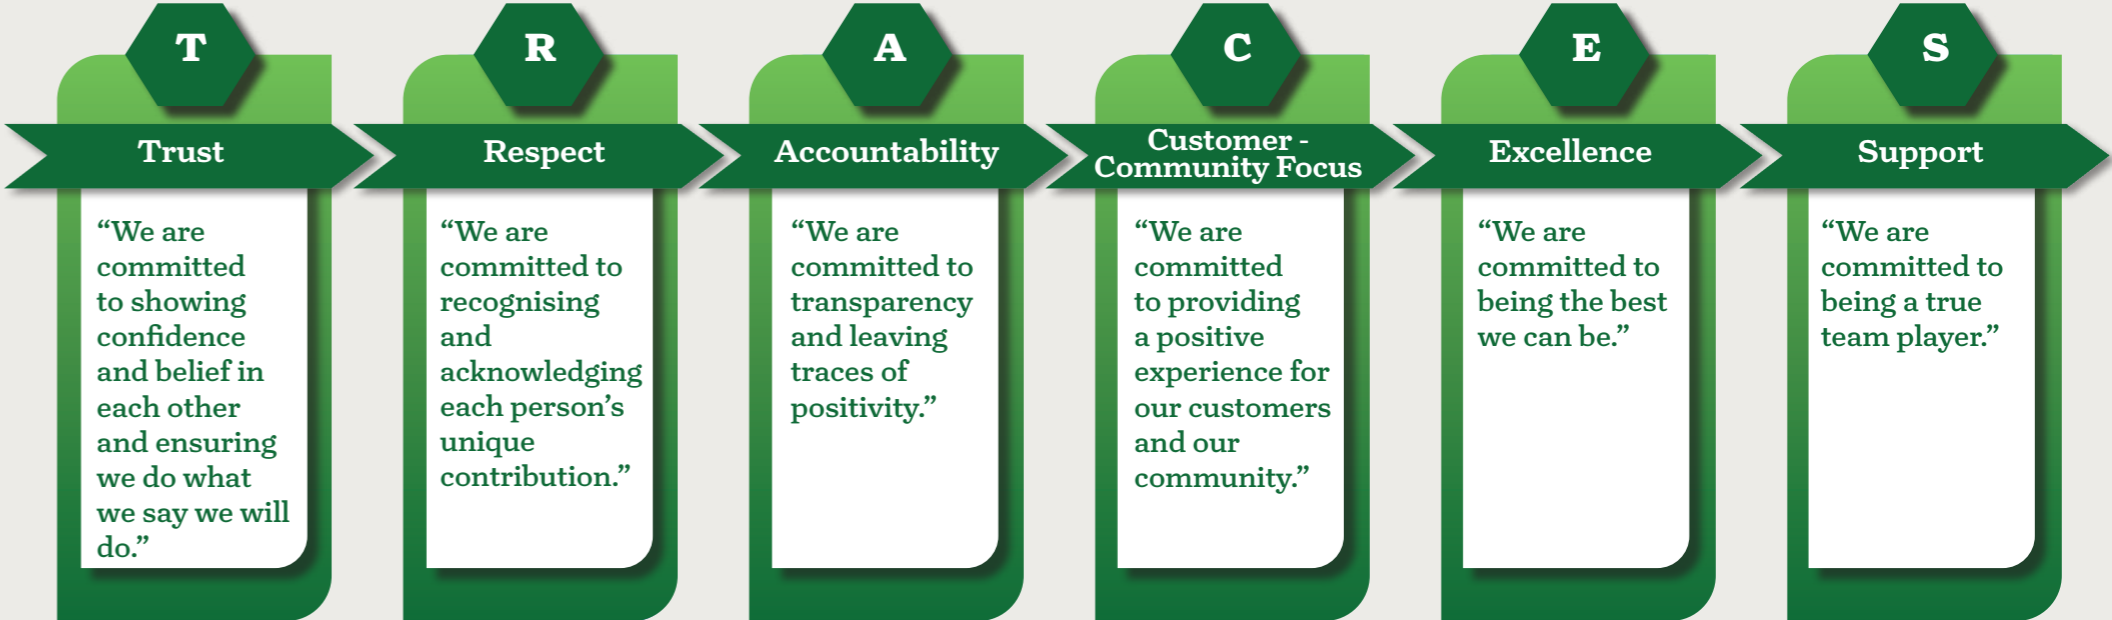 T
Trust
“We are
committed
to showing
confidence
and belief in
each other
and ensuring
we do what
we say we will
do.”
R
Respect
“We are
committed to
recognising
and
acknowledging
each person’s
unique
contribution.”
A
Accountability
“We are
committed to
transparency
and leaving
traces of
positivity.”
C
Customer -
Community Focus
“We are
committed
to providing
a positive
experience for
our customers
and our
community.”
E
Excellence
“We are
committed to
being the best
we can be.”
S
Support
“We are
committed to
being a true
team player.”